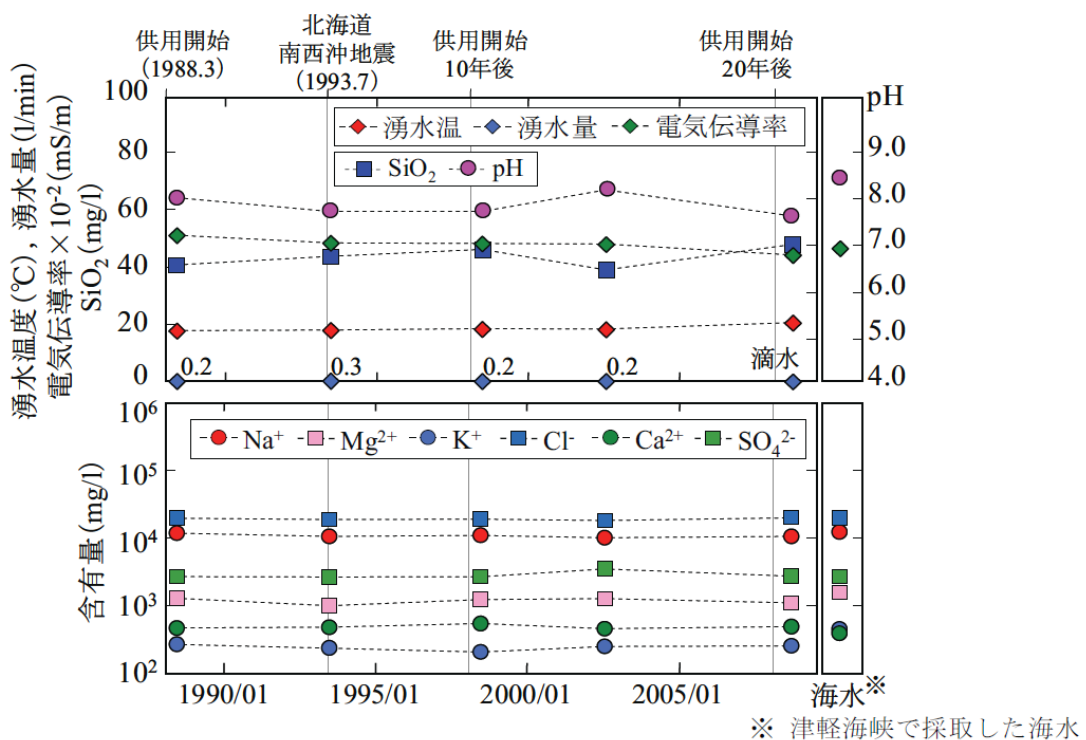 供用開始
(1988.3)
北海道
南西沖地震
(1993.7)
供用開始
10年後
供用開始
20年後
湧水温度(℃)，湧水量(l/min)
電気伝導率×10-2(mS/m)
SiO2(mg/l)
100
80
60
40
20
0
湧水温
湧水量
電気伝導率
SiO2
pH
0.2
0.3
0.2
0.2
滴水
pH
9.0
8.0
7.0
6.0
5.0
4.0
含有量(mg/l)
10^6
10^5
10^4
10^3
10^2
Na+
Mg2+
K+
Cl-
Ca2+
SO42-
1990/01
1995/01
2000/01
2005/01
海水※
※ 津軽海峡で採取した海水